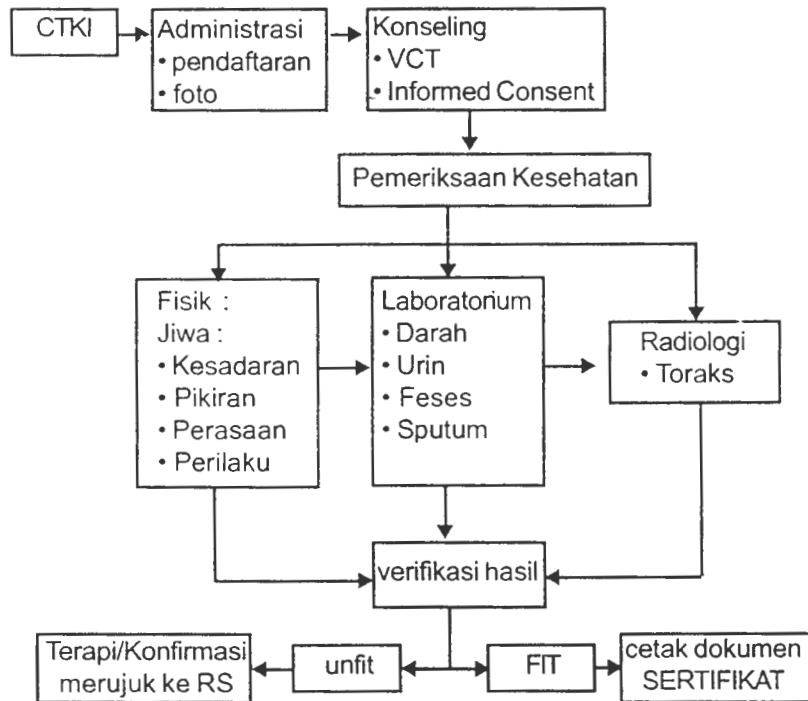 CTKI
Administrasi
• pendaftaran
• foto
Konseling
• VCT
• Informed Consent
Pemeriksaan Kesehatan
Fisik :
Jiwa :
• Kesadaran
• Pikiran
• Perasaan
• Perilaku
Laboratorium
• Darah
• Urin
• Feses
• Sputum
Radiologi
• Toraks
verifikasi hasil
Terapi/Konfirmasi
merujuk ke RS
unfit
FIT
cetak dokumen
SERTIFIKAT